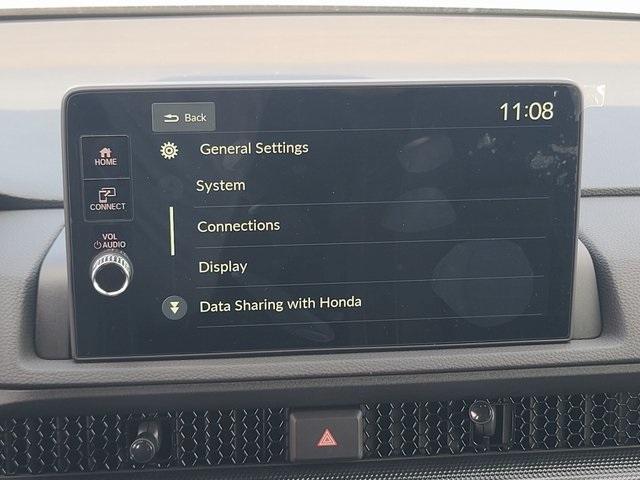 Back
11:08
General Settings
HOME
System
CONNECT
Connections
VOL
AUDIO
Display
Data Sharing with Honda